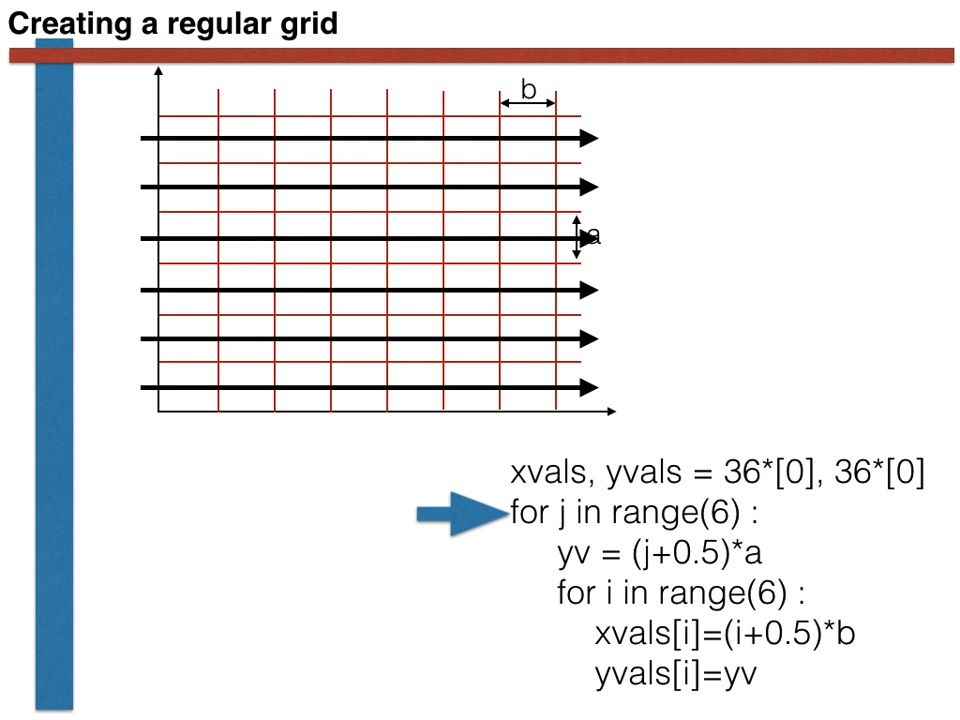 Creating a regular grid
b
a
xvals, yvals = 36*[0], 36*[0]
for j in range(6) :
yv = (j+0.5)*a
for i in range(6) :
xvals[i]=(i+0.5)*b
yvals[i]=yv